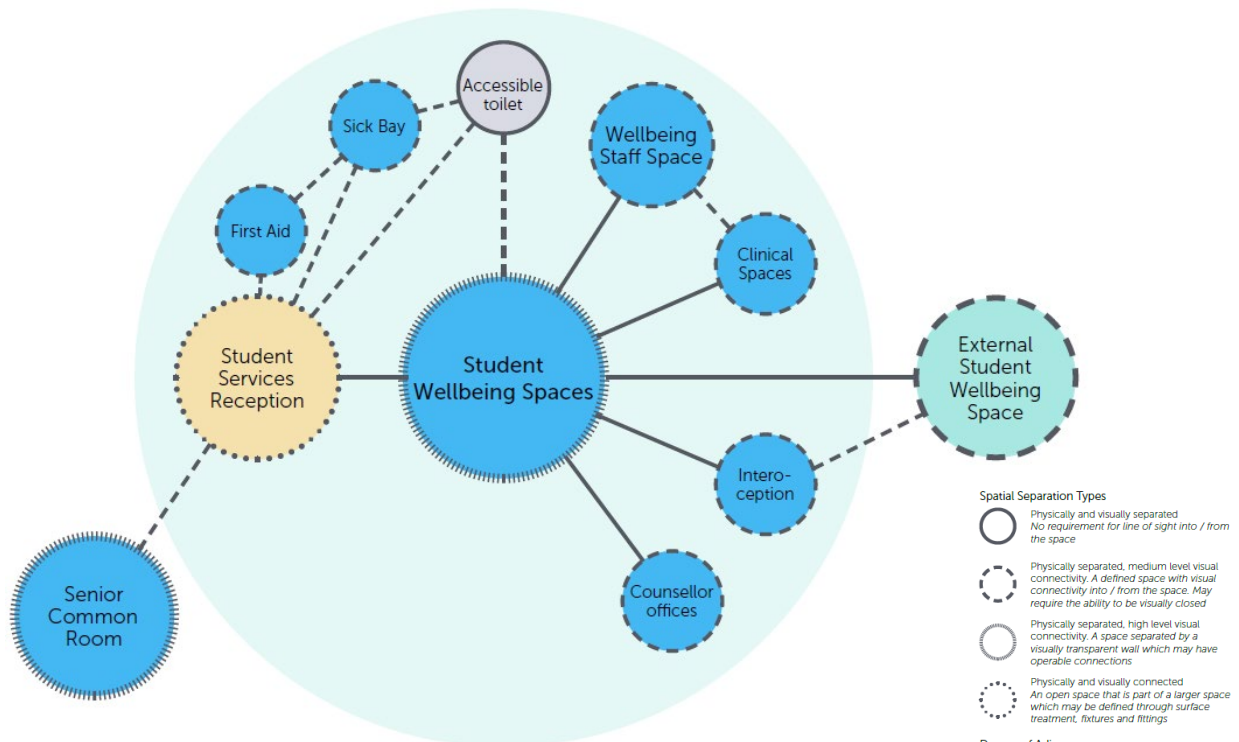 Accessible
toilet
Sick Bay
Wellbeing
Staff Space
First Aid
Clinical
Spaces
Student
Services
Reception
Student
Wellbeing Spaces
External
Student
Wellbeing
Space
Intero-
ception
Senior
Common
Room
Counsellor
offices
Spatial Separation Types
Physically and visually separated
No requirement for line of sight into / from
the space
Physically separated, medium level visual
connectivity. A defined space with visual
connectivity into / from the space. May
require the ability to be visually closed
Physically separated, high level visual
connectivity. A space separated by a
visually transparent wall which may have
operable connections
Physically and visually connected
An open space that is part of a larger space
which may be defined through surface
treatment, fixtures and fittings